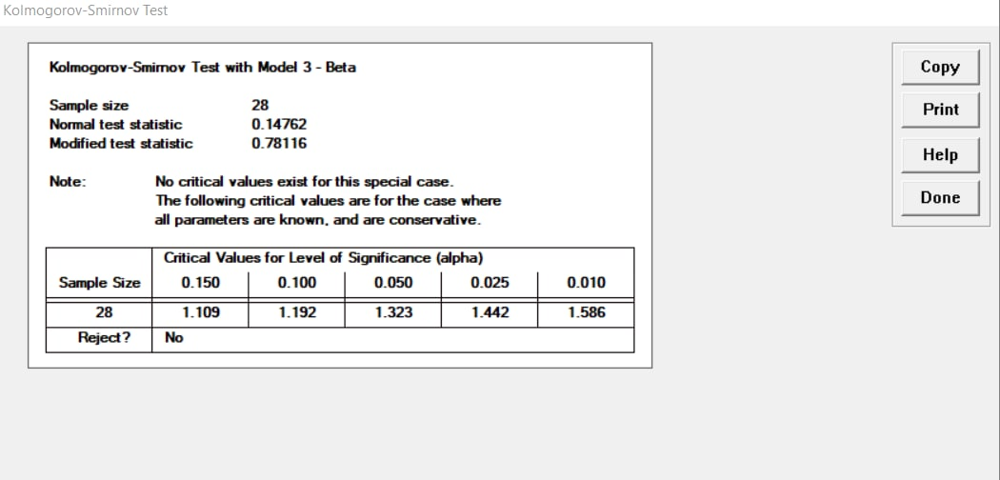 Kolmogorov-Smirnov Test
Kolmogorov-Smirnov Test with Model 3 - Beta
Sample size 28
Normal test statistic 0.14762
Modified test statistic 0.78116
Note: No critical values exist for this special case.
The following critical values are for the case where
all parameters are known, and are conservative.
Critical Values for Level of Significance (alpha)
Sample Size 0.150 0.100 0.050 0.025 0.010
28 1.109 1.192 1.323 1.442 1.586
Reject? No
Copy
Print
Help
Done